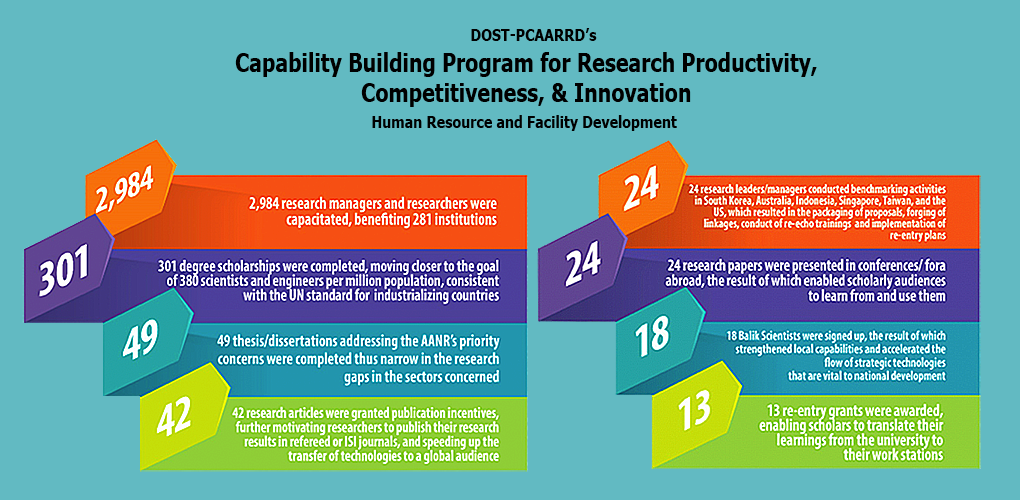 DOST-PCAARRD's
Capability Building Program for Research Productivity,
Competitiveness, & Innovation
Human Resource and Facility Development
2,984
2,984 research managers and researchers were
capacitated, benefiting 281 institutions
301
301 degree scholarships were completed, moving closer to the goal
of 380 scientists and engineers per million population, consistent
with the UN standard for industrializing countries
49
49 thesis/dissertations addressing the AANR's priority
concerns were completed thus narrow in the research
gaps in the sectors concerned
42
42 research articles were granted publication incentives,
further motivating researchers to publish their research
results in refereed or ISI journals, and speeding up the
transfer of technologies to a global audience
24
24 research leaders/managers conducted benchmarking activities
in South Korea, Australia, Indonesia, Singapore, Taiwan, and the
US, which resulted in the packaging of proposals, forging of
linkages, conduct of re-echo trainings and implementation of
re-entry plans
24
24 research papers were presented in conferences/ fora
abroad, the result of which enabled scholarly audiences
to learn from and use them
18
18 Balik Scientists were signed up, the result of which
strengthened local capabilities and accelerated the
flow of strategic technologies
that are vital to national development
13
13 re-entry grants were awarded,
enabling scholars to translate their
learnings from the university to
their work stations